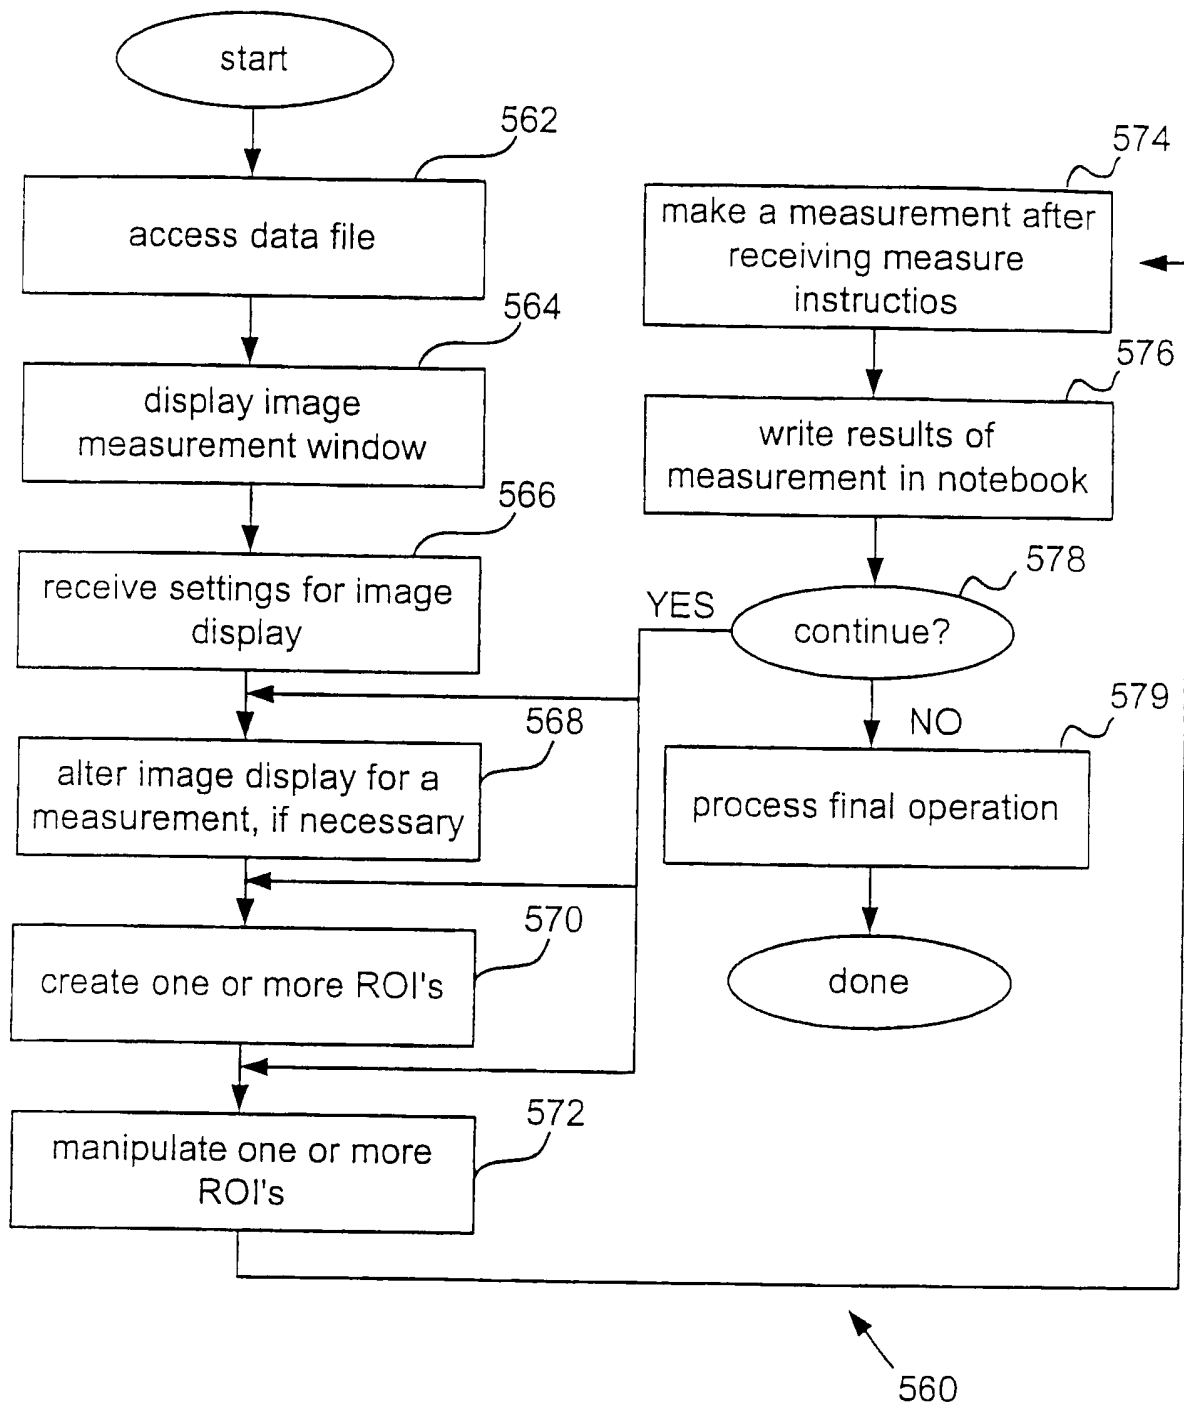 start
562
access data file
564
display image
measurement window
566
receive settings for image
display
568
alter image display for a
measurement, if necessary
570
create one or more ROI's
572
manipulate one or more
ROI's
574
make a measurement after
receiving measure
instructios
576
write results of
measurement in notebook
578
YES
continue?
NO
579
process final operation
done
560